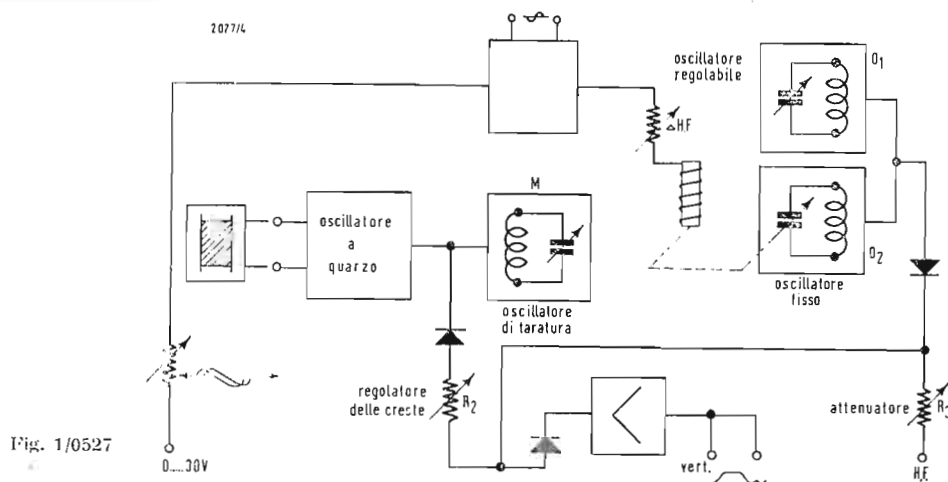 2077/4
oscillatore
regolabile
O1
Δ H.F
M
oscillatore
a
quarzo
oscillatore
di taratura
O2
oscillatore
fisso
regolatore
delle creste
R2
attenuatore
R3
Fig. 1/0527
0.....30V
vert.
H.F